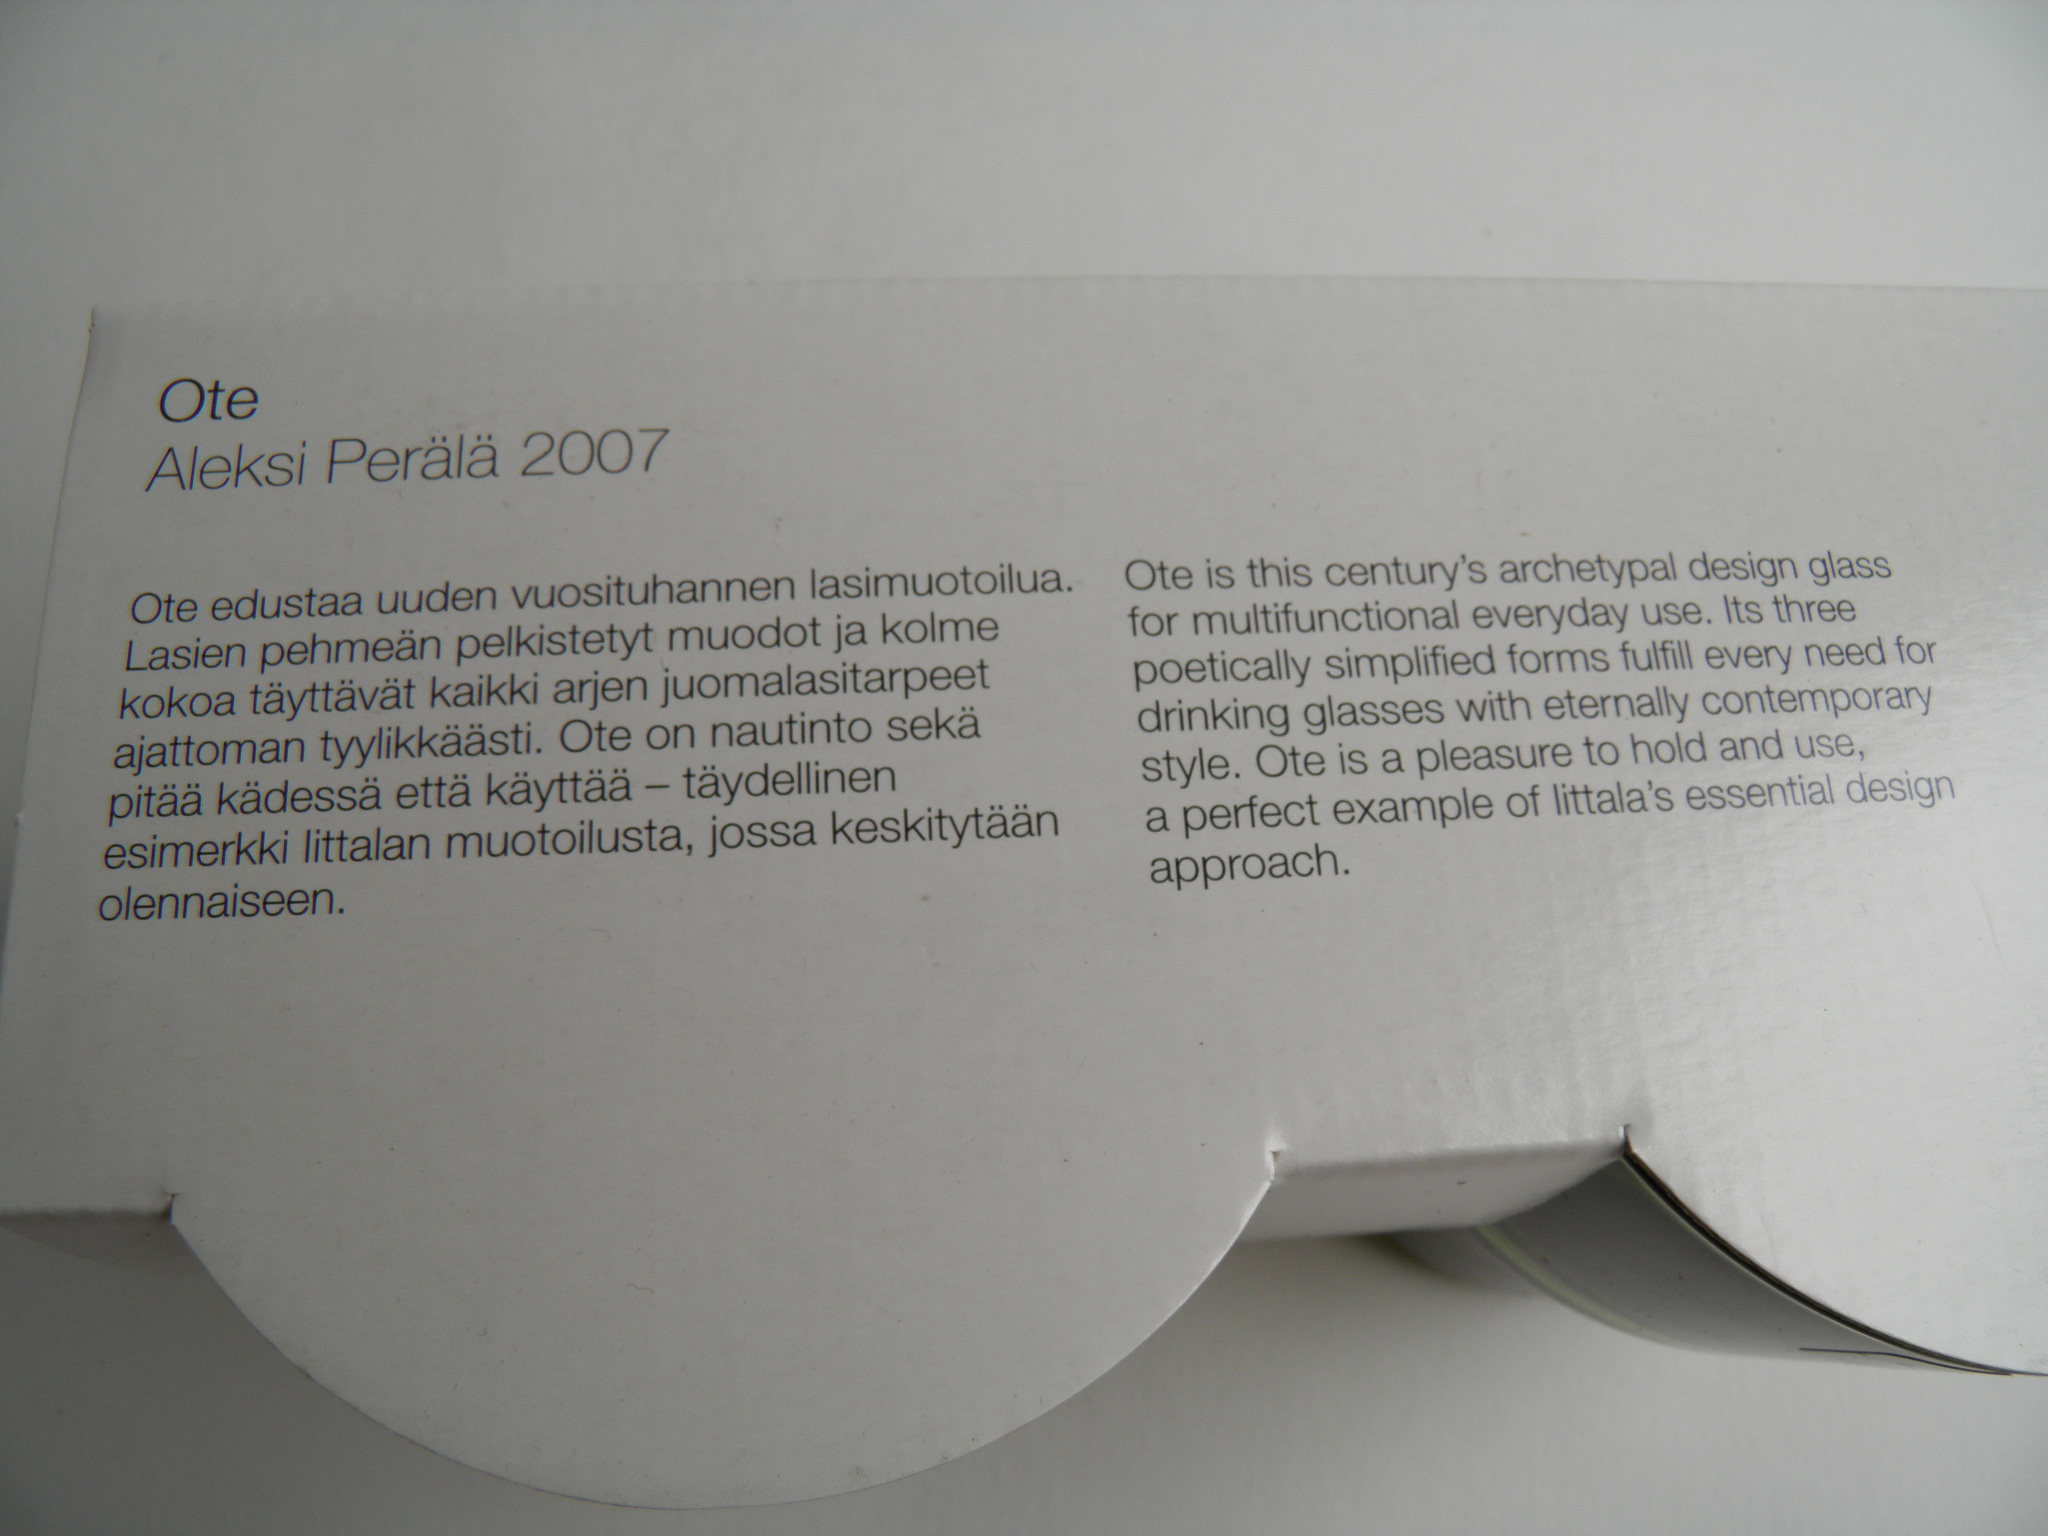 Ote
Aleksi Perälä 2007
Ote edustaa uuden vuosituhannen lasimuotoilua.
Lasien pehmeän pelkistetyt muodot ja kolme
kokoa täyttävät kaikki arjen juomalasitarpeet
ajattoman tyylikkäästi. Ote on nautinto sekä
pitää kädessä että käyttää – täydellinen
esimerkki Iittalan muotoilusta, jossa keskitytään
olennaiseen.
Ote is this century's archetypal design glass
for multifunctional everyday use. Its three
poetically simplified forms fulfill every need for
drinking glasses with eternally contemporary
style. Ote is a pleasure to hold and use,
a perfect example of Iittala's essential design
approach.